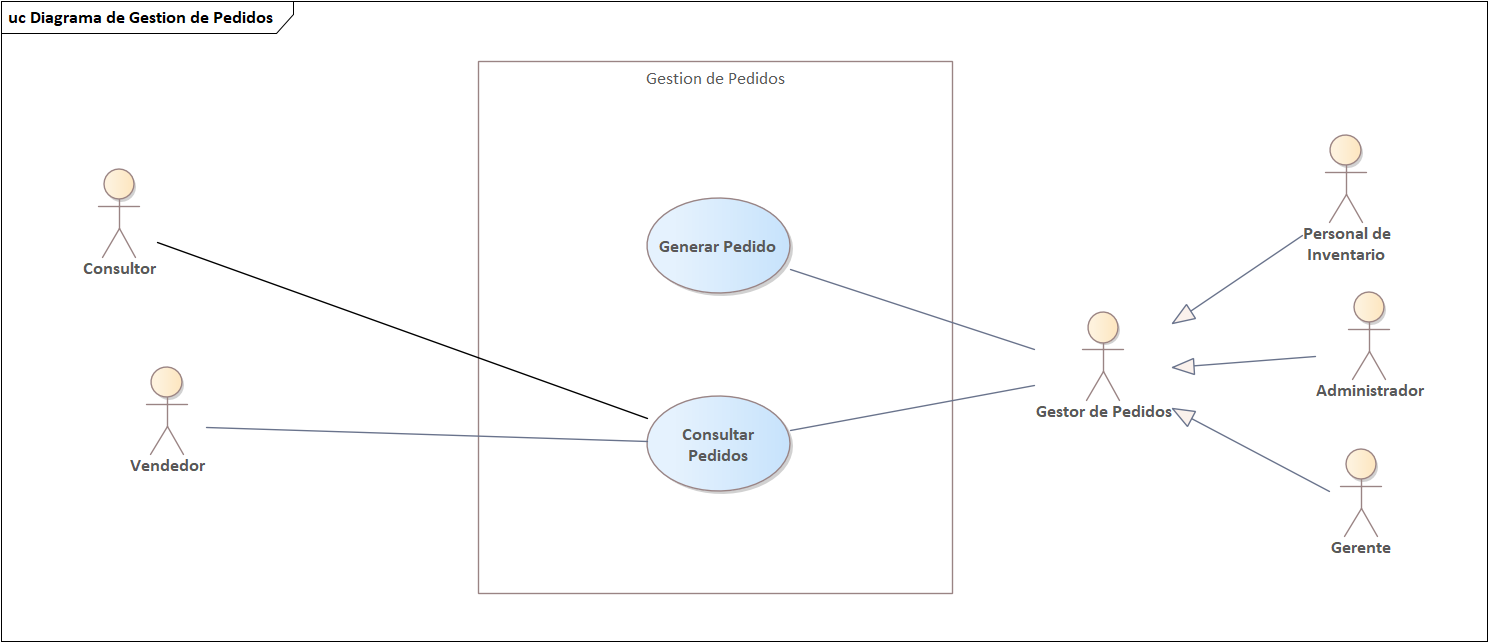 uc Diagrama de Gestion de Pedidos
Gestion de Pedidos
Consultor
Vendedor
Generar Pedido
Consultar
Pedidos
Gestor de Pedidos
Personal de
Inventario
Administrador
Gerente